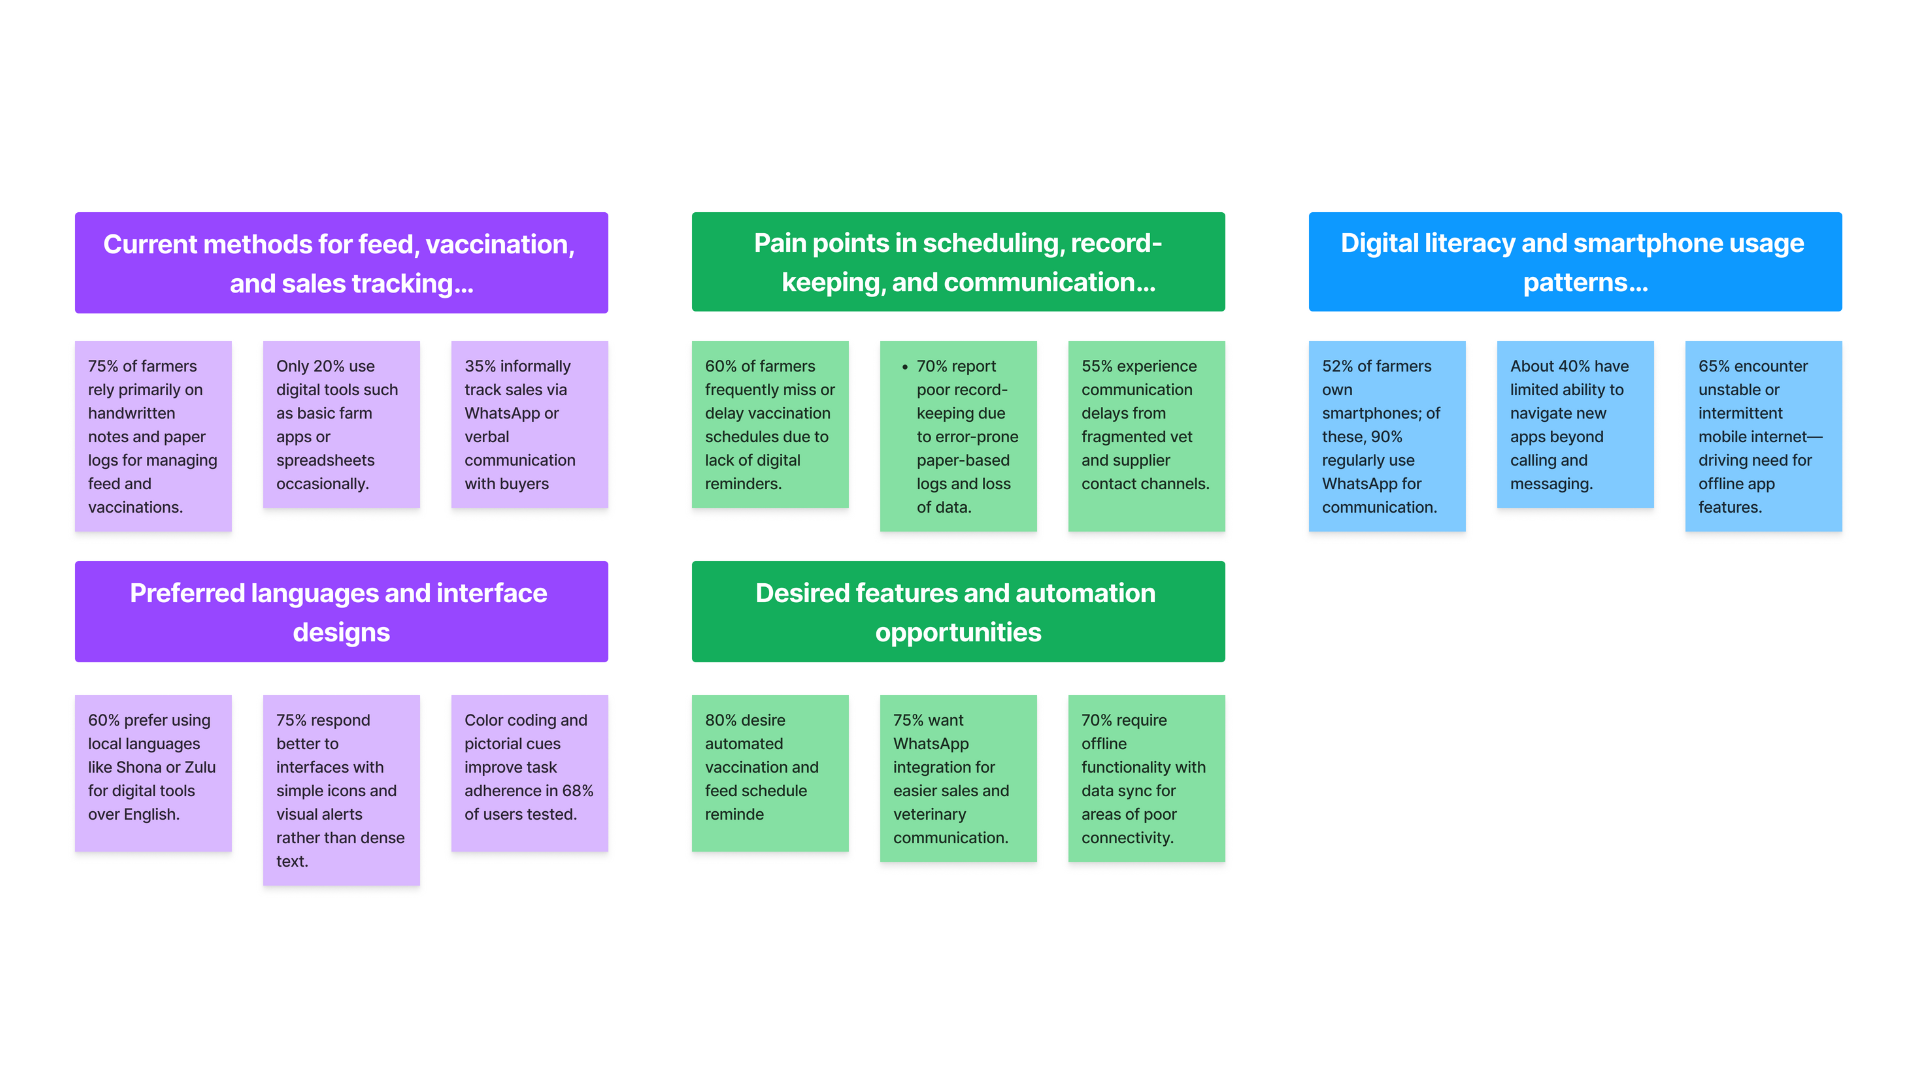 Current methods for feed, vaccination,
and sales tracking...
75% of farmers
rely primarily on
handwritten
notes and paper
logs for managing
feed and
vaccinations.
Only 20% use
digital tools such
as basic farm
apps or
spreadsheets
occasionally.
35% informally
track sales via
WhatsApp or
verbal
communication
with buyers
Pain points in scheduling, record-
keeping, and communication...
60% of farmers
frequently miss or
delay vaccination
schedules due to
lack of digital
reminders.
• 70% report
poor record-
keeping due
to error-prone
paper-based
logs and loss
of data.
55% experience
communication
delays from
fragmented vet
and supplier
contact channels.
Digital literacy and smartphone usage
patterns...
52% of farmers
own
smartphones; of
these, 90%
regularly use
WhatsApp for
communication.
About 40% have
limited ability to
navigate new
apps beyond
calling and
messaging.
65% encounter
unstable or
intermittent
mobile internet—
driving need for
offline app
features.
Preferred languages and interface
designs
60% prefer using
local languages
like Shona or Zulu
for digital tools
over English.
75% respond
better to
interfaces with
simple icons and
visual alerts
rather than dense
text.
Color coding and
pictorial cues
improve task
adherence in 68%
of users tested.
Desired features and automation
opportunities
80% desire
automated
vaccination and
feed schedule
reminde
75% want
WhatsApp
integration for
easier sales and
veterinary
communication.
70% require
offline
functionality with
data sync for
areas of poor
connectivity.